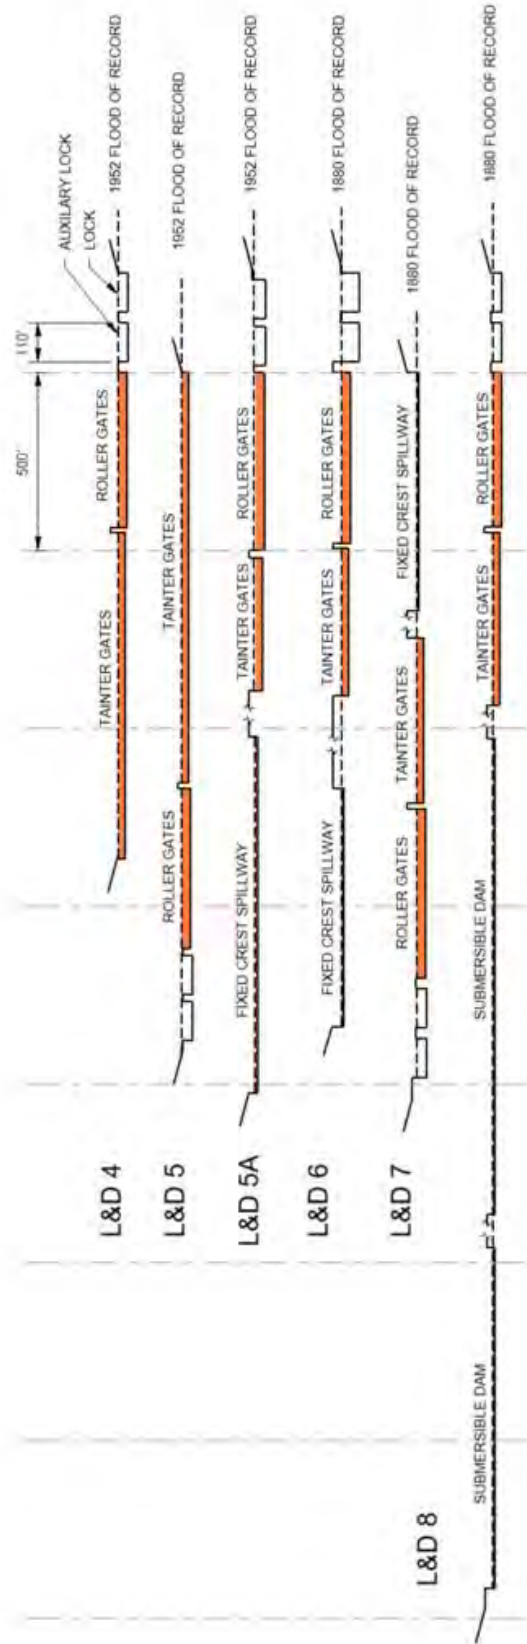 500'
110'
AUXILARY LOCK
LOCK
L&D 4
TAINTER GATES
ROLLER GATES
1952 FLOOD OF RECORD
L&D 5
ROLLER GATES
TAINTER GATES
1952 FLOOD OF RECORD
L&D 5A
FIXED CREST SPILLWAY
TAINTER GATES
ROLLER GATES
1952 FLOOD OF RECORD
L&D 6
FIXED CREST SPILLWAY
TAINTER GATES
ROLLER GATES
1880 FLOOD OF RECORD
L&D 7
ROLLER GATES
TAINTER GATES
FIXED CREST SPILLWAY
1880 FLOOD OF RECORD
L&D 8
SUBMERSIBLE DAM
SUBMERSIBLE DAM
TAINTER GATES
ROLLER GATES
1880 FLOOD OF RECORD